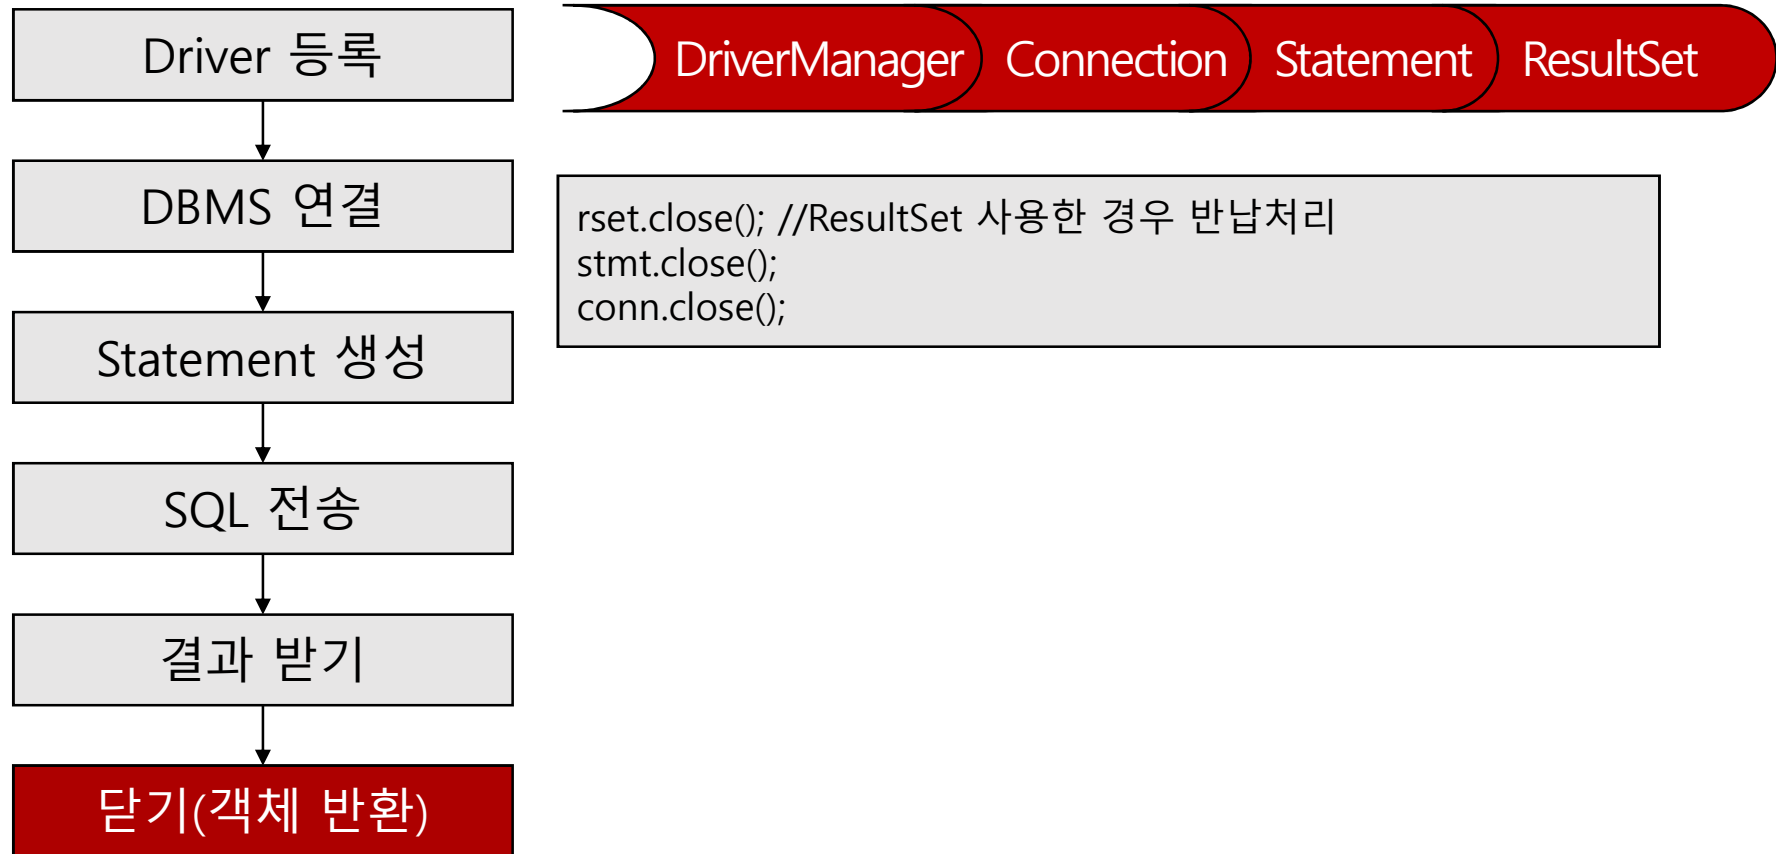 Driver 등록
DBMS 연결
Statement 생성
SQL 전송
결과 받기
닫기(객체 반환)
DriverManager
Connection
Statement
ResultSet
rset.close(); //ResultSet 사용한 경우 반납처리
stmt.close();
conn.close();